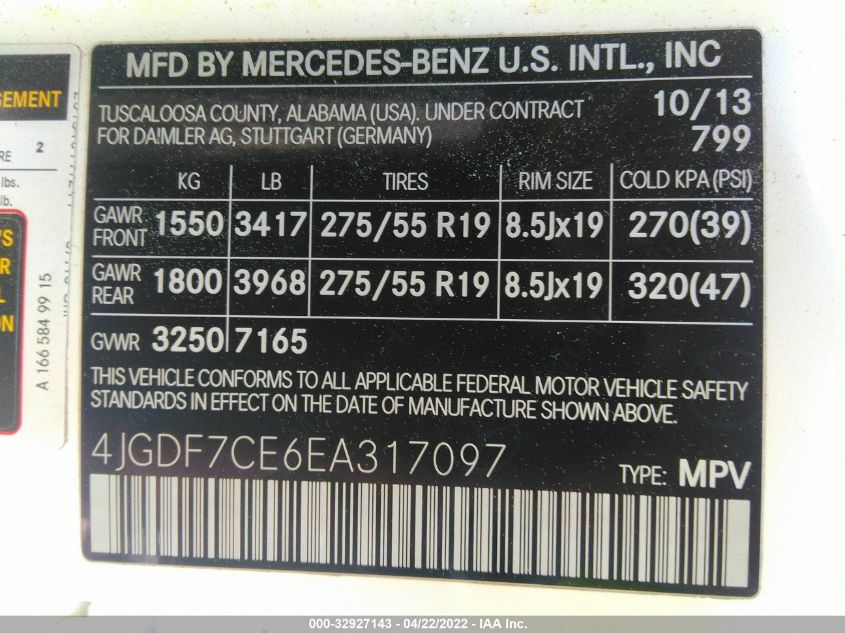 MFD BY MERCEDES-BENZ U.S. INTL., INC
TUSCALOOSA COUNTY, ALABAMA (USA). UNDER CONTRACT 10/13
FOR DAIMLER AG, STUTTGART (GERMANY) 799
KG LB TIRES RIM SIZE COLD KPA (PSI)
GAWR FRONT 1550 3417 275/55 R19 8.5Jx19 270(39)
GAWR REAR 1800 3968 275/55 R19 8.5Jx19 320(47)
GVWR 3250 7165
THIS VEHICLE CONFORMS TO ALL APPLICABLE FEDERAL MOTOR VEHICLE SAFETY
STANDARDS IN EFFECT ON THE DATE OF MANUFACTURE SHOWN ABOVE.
4JGDF7CE6EA317097 TYPE: MPV
2
lbs.
lb.
A 166 584 99 15
000-32927143 - 04/22/2022 - IAA Inc.